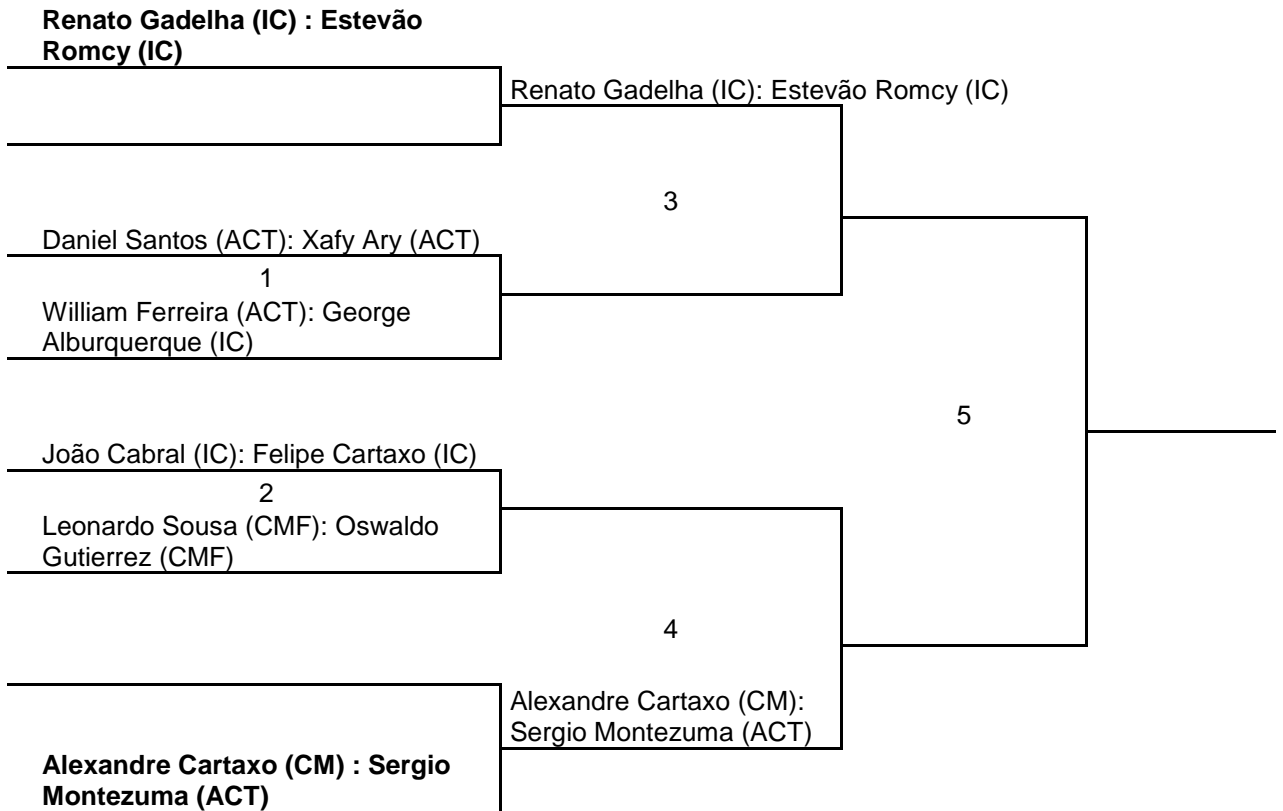 Renato Gadelha (IC) : Estevão
Romcy (IC)
Renato Gadelha (IC): Estevão Romcy (IC)
3
Daniel Santos (ACT): Xafy Ary (ACT)
1
William Ferreira (ACT): George
Alburquerque (IC)
5
João Cabral (IC): Felipe Cartaxo (IC)
2
Leonardo Sousa (CMF): Oswaldo
Gutierrez (CMF)
4
Alexandre Cartaxo (CM):
Sergio Montezuma (ACT)
Alexandre Cartaxo (CM) : Sergio
Montezuma (ACT)